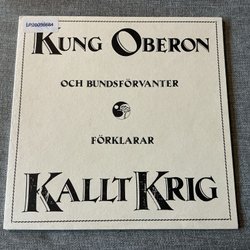 Kung Oberon
och bundsförvanter
förklarar
Kallt Krig